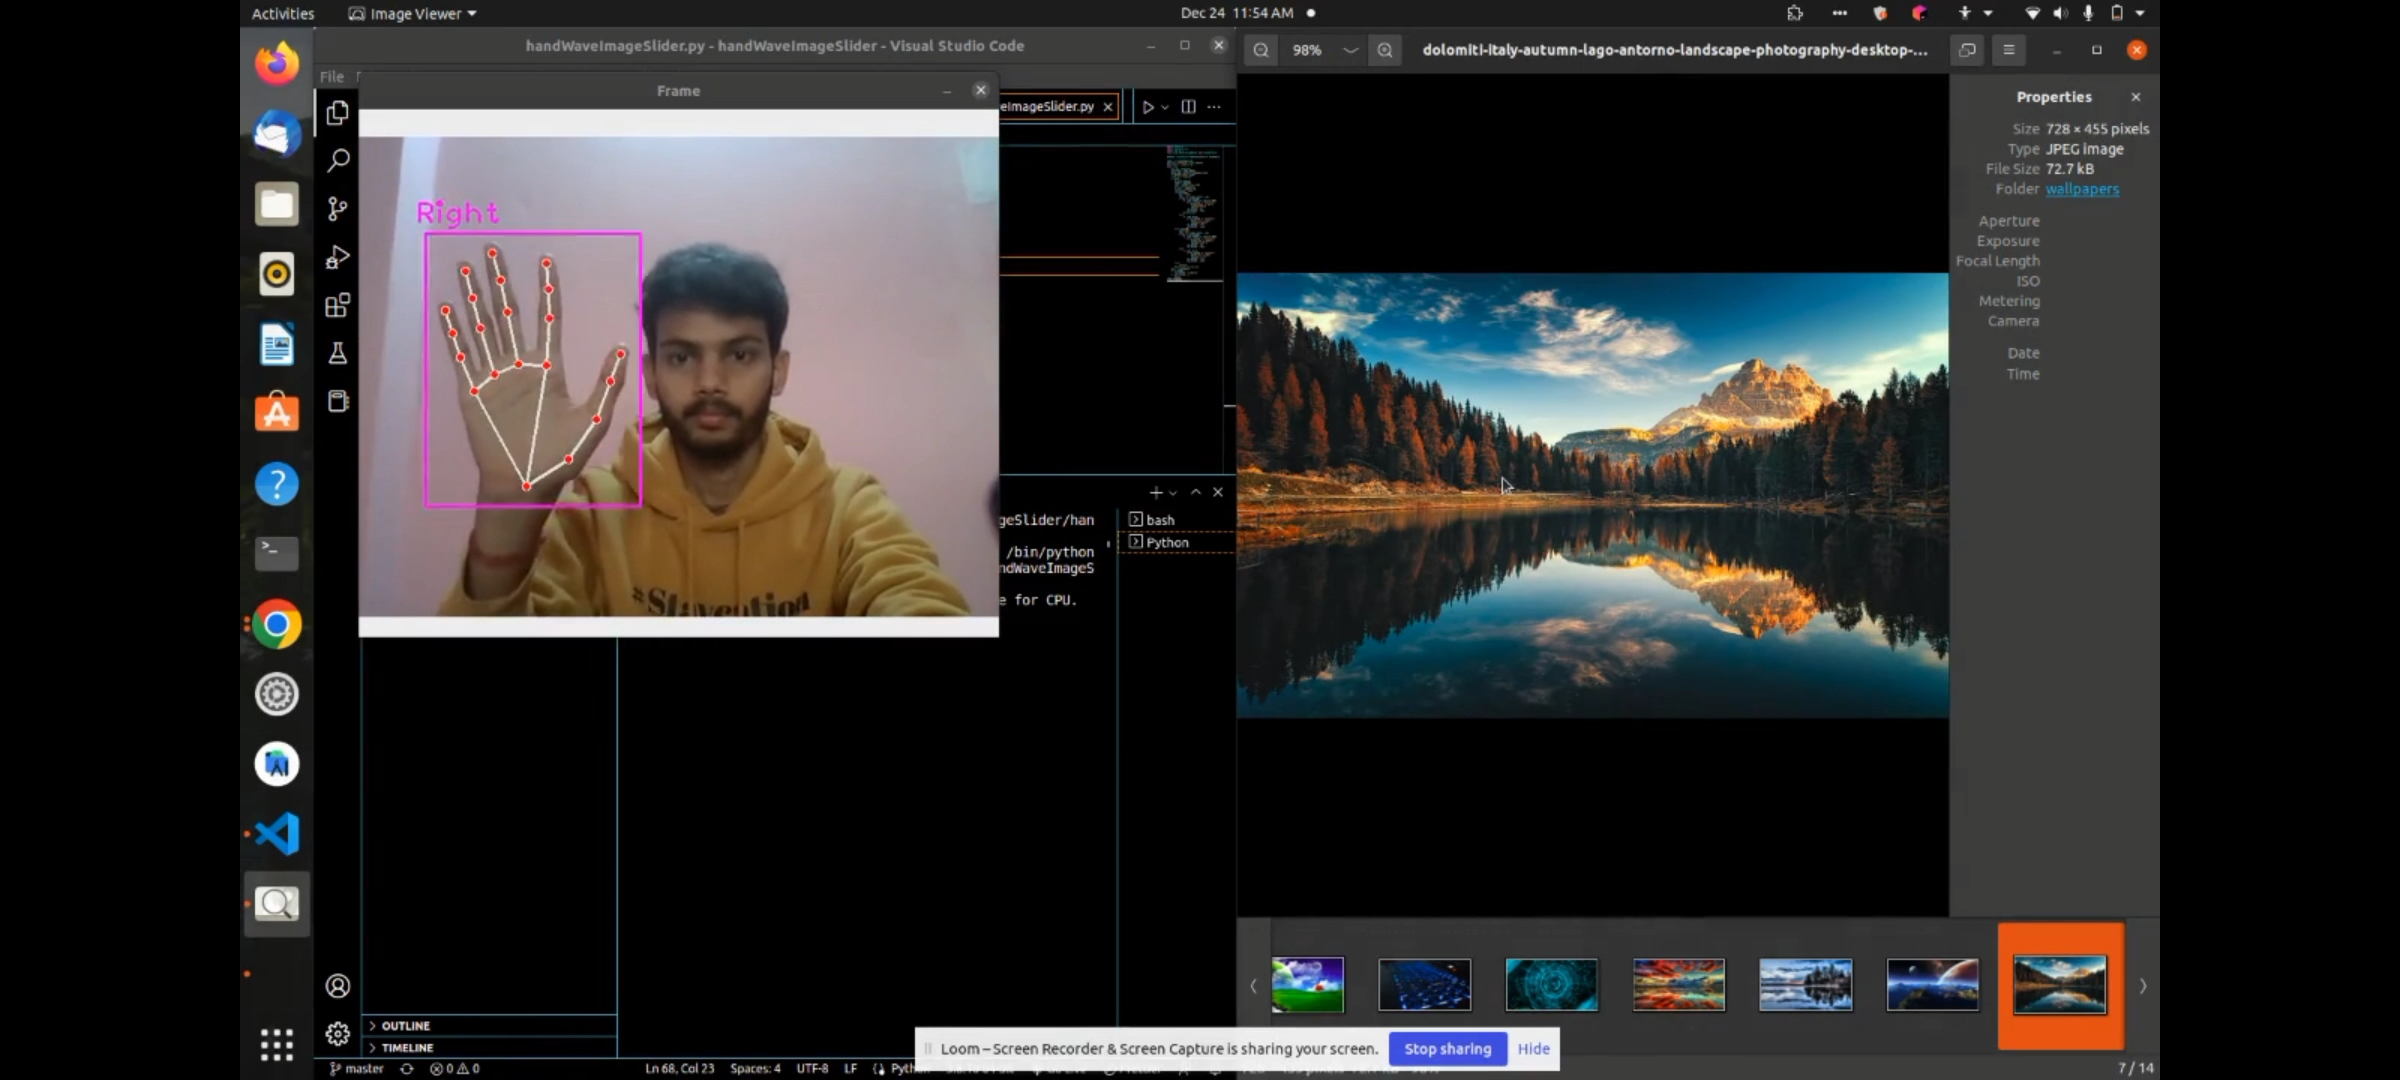 Activities
Image Viewer
Dec 24 11:54 AM
handWaveImageSlider.py - handWaveImageSlider - Visual Studio Code
File
Frame
eImageSlider.py
Right
geSlider/han
/bin/python
ndWaveImageS
e for CPU.
bash
Python
OUTLINE
TIMELINE
master
0 0
Ln 68, Col 23
Spaces: 4
UTF-8
LF
98%
dolomiti-italy-autumn-lago-antorno-landscape-photography-desktop-...
Properties
Size 728 × 455 pixels
Type JPEG image
File Size 72.7 kB
Folder wallpapers
Aperture
Exposure
Focal Length
ISO
Metering
Camera
Date
Time
Loom – Screen Recorder & Screen Capture is sharing your screen.
Stop sharing
Hide
7 / 14